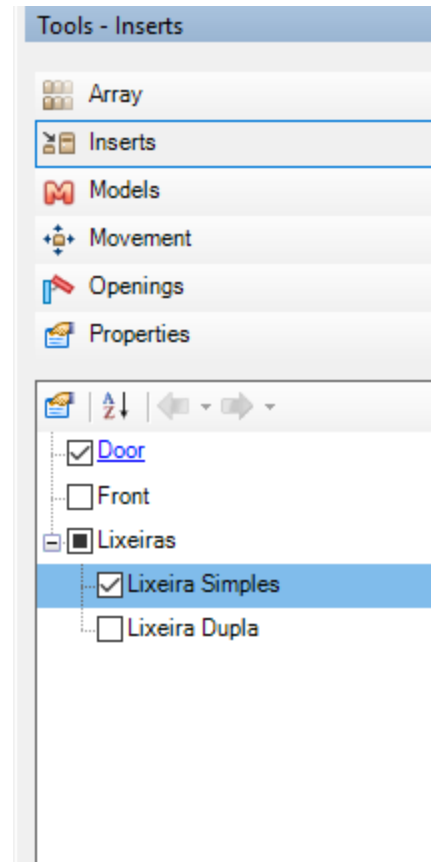 Tools - Inserts
Array
Inserts
Models
Movement
Openings
Properties
Door
Front
Lixeiras
Lixeira Simples
Lixeira Dupla